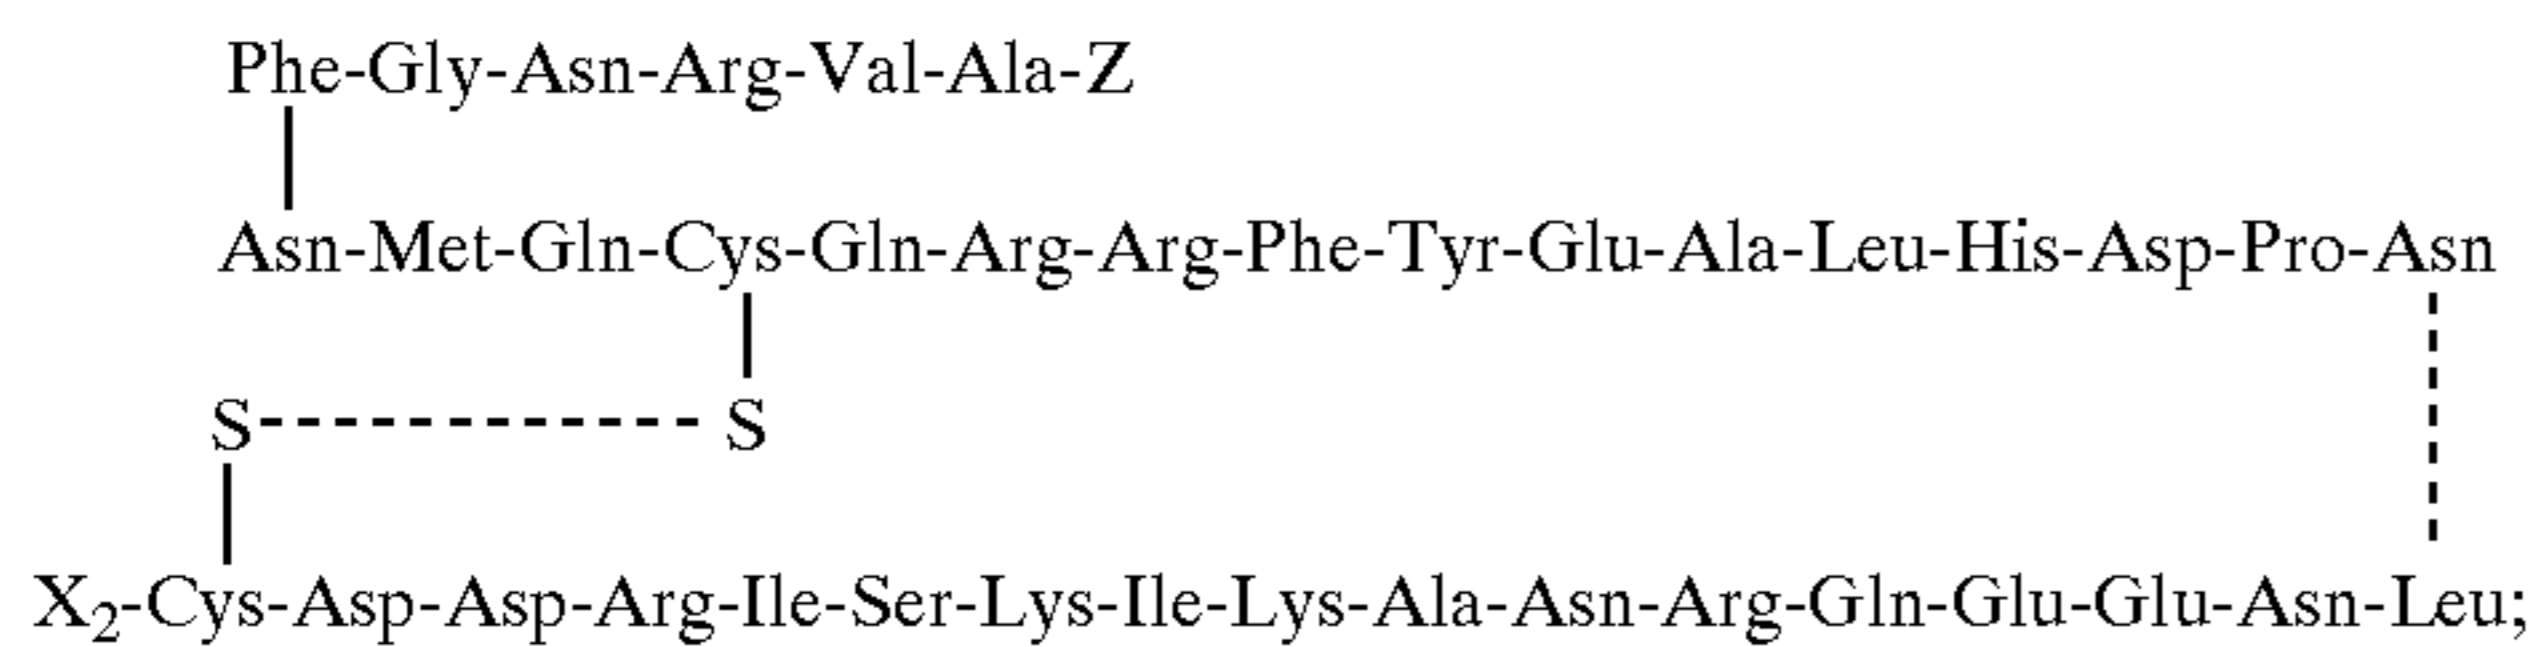 Phe-Gly-Asn-Arg-Val-Ala-Z
Asn-Met-Gln-Cys-Gln-Arg-Arg-Phe-Tyr-Glu-Ala-Leu-His-Asp-Pro-Asn
S S
X₂-Cys-Asp-Asp-Arg-Ile-Ser-Lys-Ile-Lys-Ala-Asn-Arg-Gln-Glu-Glu-Asn-Leu;